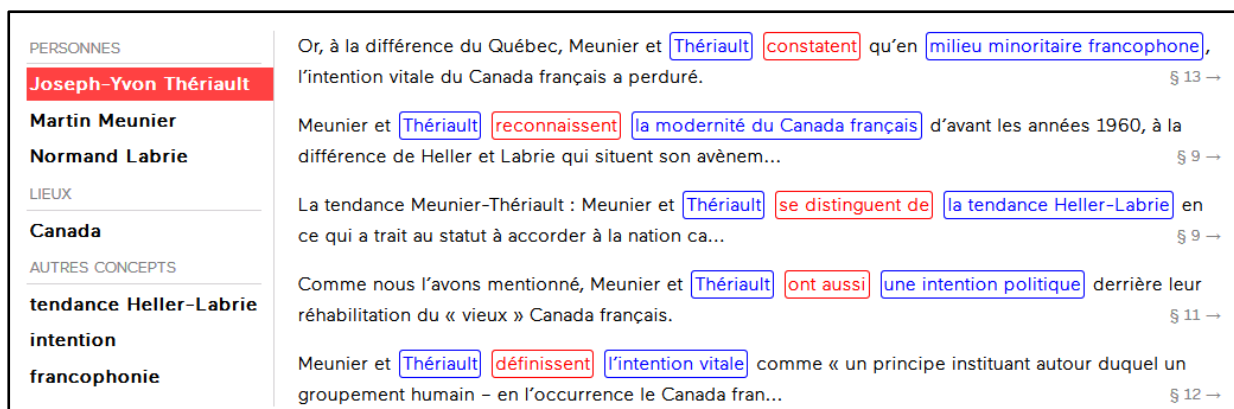 PERSONNES
Joseph-Yvon Thériault
Martin Meunier
Normand Labrie
LIEUX
Canada
AUTRES CONCEPTS
tendance Heller-Labrie
intention
francophonie
Or, à la différence du Québec, Meunier et Thériault constatent qu'en milieu minoritaire francophone,
l'intention vitale du Canada français a perduré.
§ 13 →
Meunier et Thériault reconnaissent la modernité du Canada français d'avant les années 1960, à la
différence de Heller et Labrie qui situent son avènem...
§ 9 →
La tendance Meunier-Thériault : Meunier et Thériault se distinguent de la tendance Heller-Labrie en
ce qui a trait au statut à accorder à la nation ca...
§ 9 →
Comme nous l'avons mentionné, Meunier et Thériault ont aussi une intention politique derrière leur
réhabilitation du « vieux » Canada français.
§ 11 →
Meunier et Thériault définissent l'intention vitale comme « un principe instituant autour duquel un
groupement humain – en l'occurrence le Canada fran...
§ 12 →